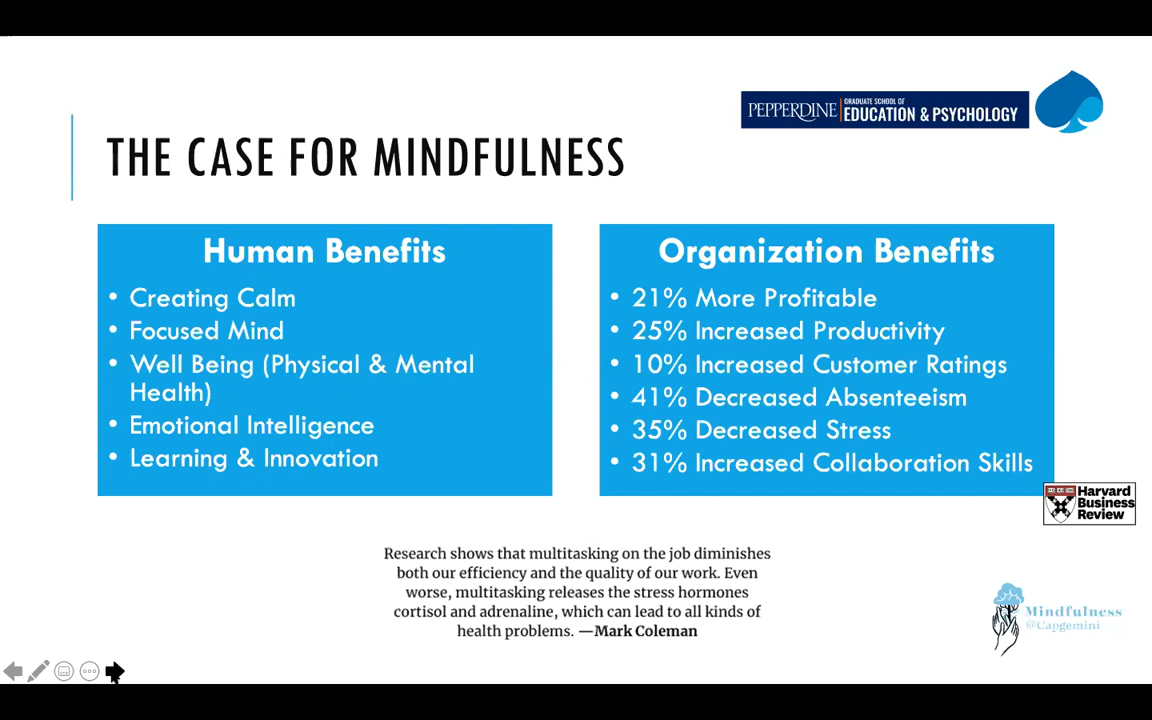 PEPPERDINE GRADUATE SCHOOL OF
EDUCATION & PSYCHOLOGY
THE CASE FOR MINDFULNESS
Human Benefits
• Creating Calm
• Focused Mind
• Well Being (Physical & Mental
Health)
• Emotional Intelligence
• Learning & Innovation
Organization Benefits
• 21% More Profitable
• 25% Increased Productivity
• 10% Increased Customer Ratings
• 41% Decreased Absenteeism
• 35% Decreased Stress
• 31% Increased Collaboration Skills
Harvard
Business
Review
Research shows that multitasking on the job diminishes
both our efficiency and the quality of our work. Even
worse, multitasking releases the stress hormones
cortisol and adrenaline, which can lead to all kinds of
health problems. —Mark Coleman
Mindfulness
@Capgemini